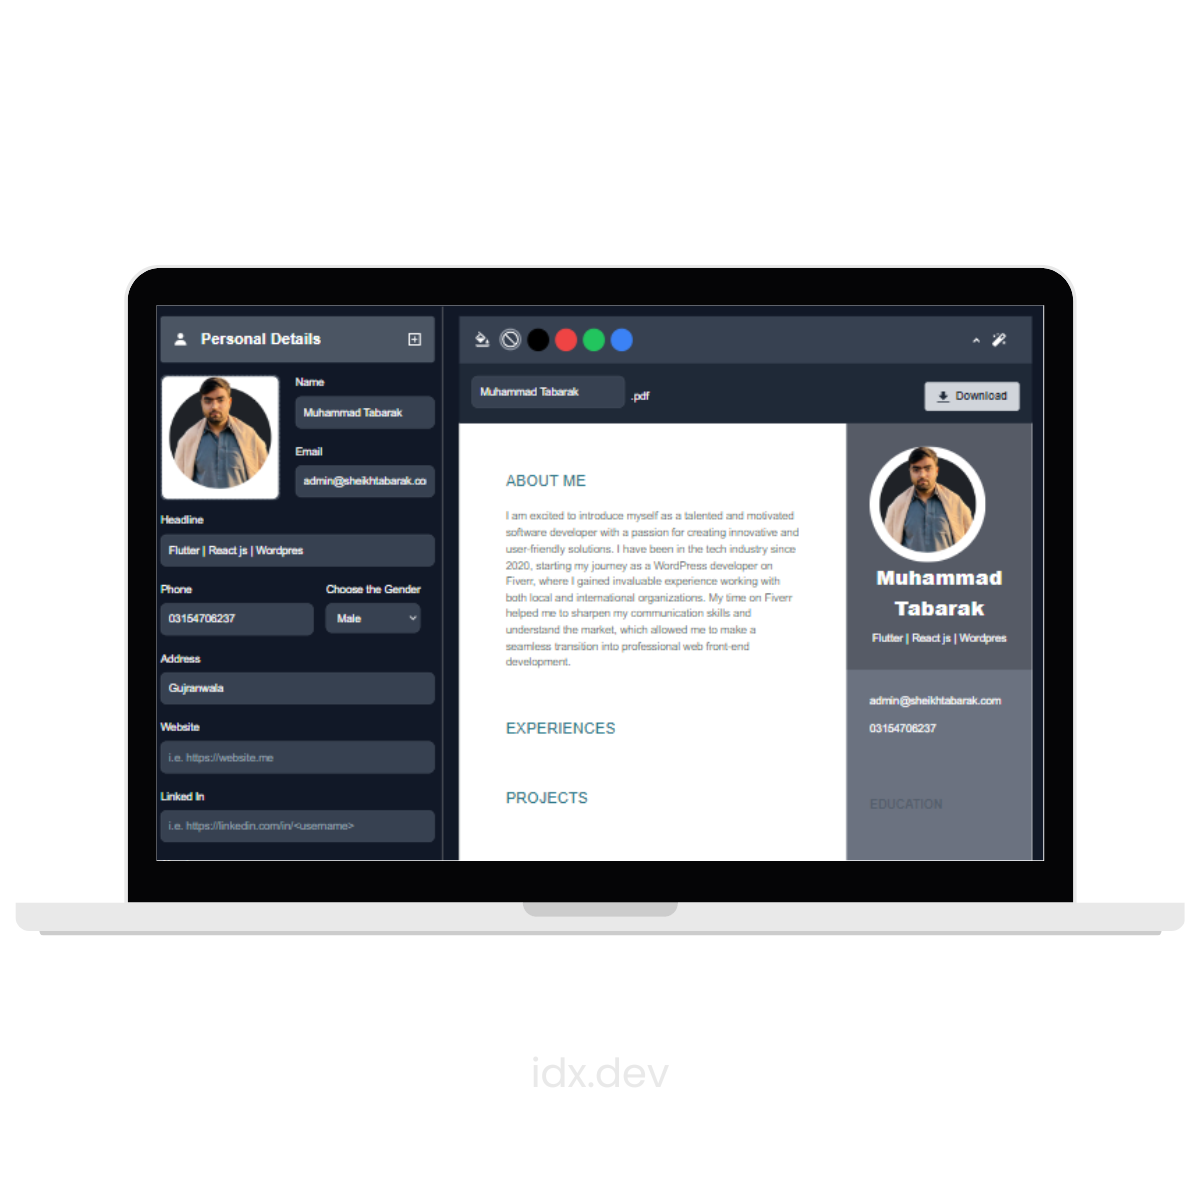 Personal Details
Name
Muhammad Tabarak
Email
admin@sheikhtabarak.co
Headline
Flutter | React js | Wordpres
Phone
Choose the Gender
03154706237
Male
Address
Gujranwala
Website
i.e. https://website.me
Linked In
i.e. https://linkedin.com/in/<username>
Muhammad Tabarak
.pdf
Download
ABOUT ME
I am excited to introduce myself as a talented and motivated
software developer with a passion for creating innovative and
user-friendly solutions. I have been in the tech industry since
2020, starting my journey as a WordPress developer on
Fiverr, where I gained invaluable experience working with
both local and international organizations. My time on Fiverr
helped me to sharpen my communication skills and
understand the market, which allowed me to make a
seamless transition into professional web front-end
development.
EXPERIENCES
PROJECTS
Muhammad
Tabarak
Flutter | React js | Wordpres
admin@sheikhtabarak.com
03154706237
EDUCATION
idx.dev